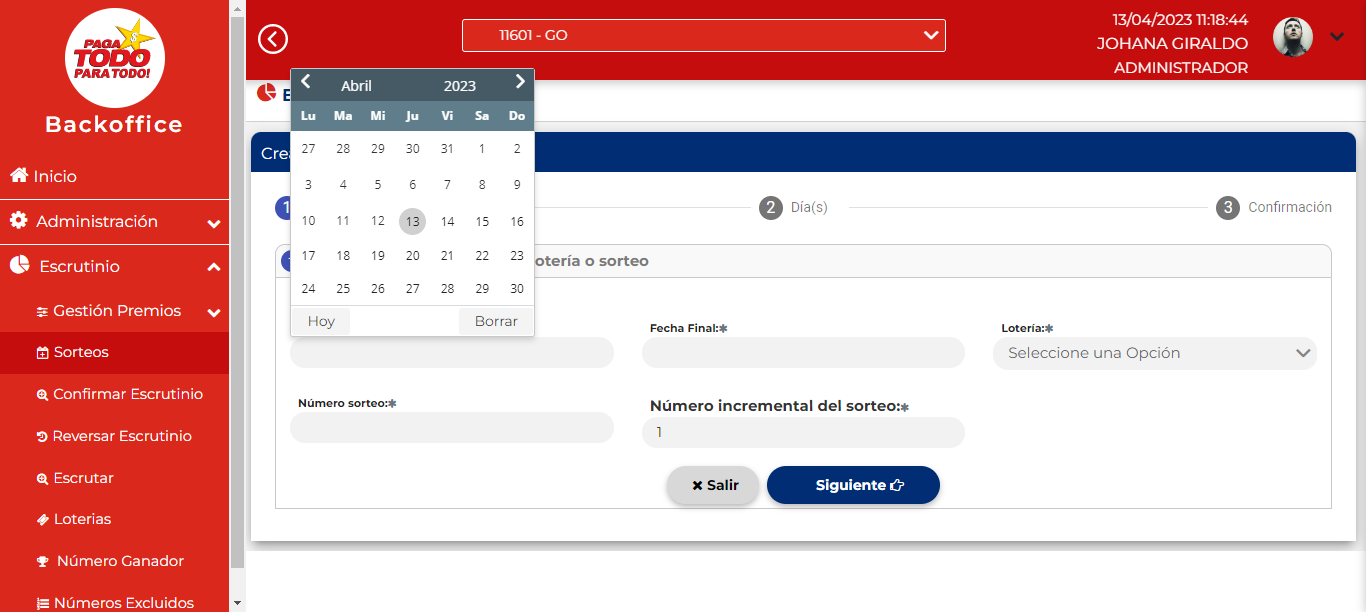 PAGA
TODO
PARA TODO!
Backoffice
Inicio
Administración
Escrutinio
Gestión Premios
Sorteos
Confirmar Escrutinio
Reversar Escrutinio
Escrutar
Loterias
Número Ganador
Números Excluidos
11601 - GO
13/04/2023 11:18:44
JOHANA GIRALDO
ADMINISTRADOR
E
Crea
Abril 2023
Lu Ma Mi Ju Vi Sa Do
27 28 29 30 31 1 2
3 4 5 6 7 8 9
10 11 12 13 14 15 16
17 18 19 20 21 22 23
24 25 26 27 28 29 30
Hoy Borrar
1
2 Día(s)
3 Confirmación
otería o sorteo
Fecha Final:*
Lotería:*
Seleccione una Opción
Número sorteo:*
Número incremental del sorteo:*
1
Salir
Siguiente